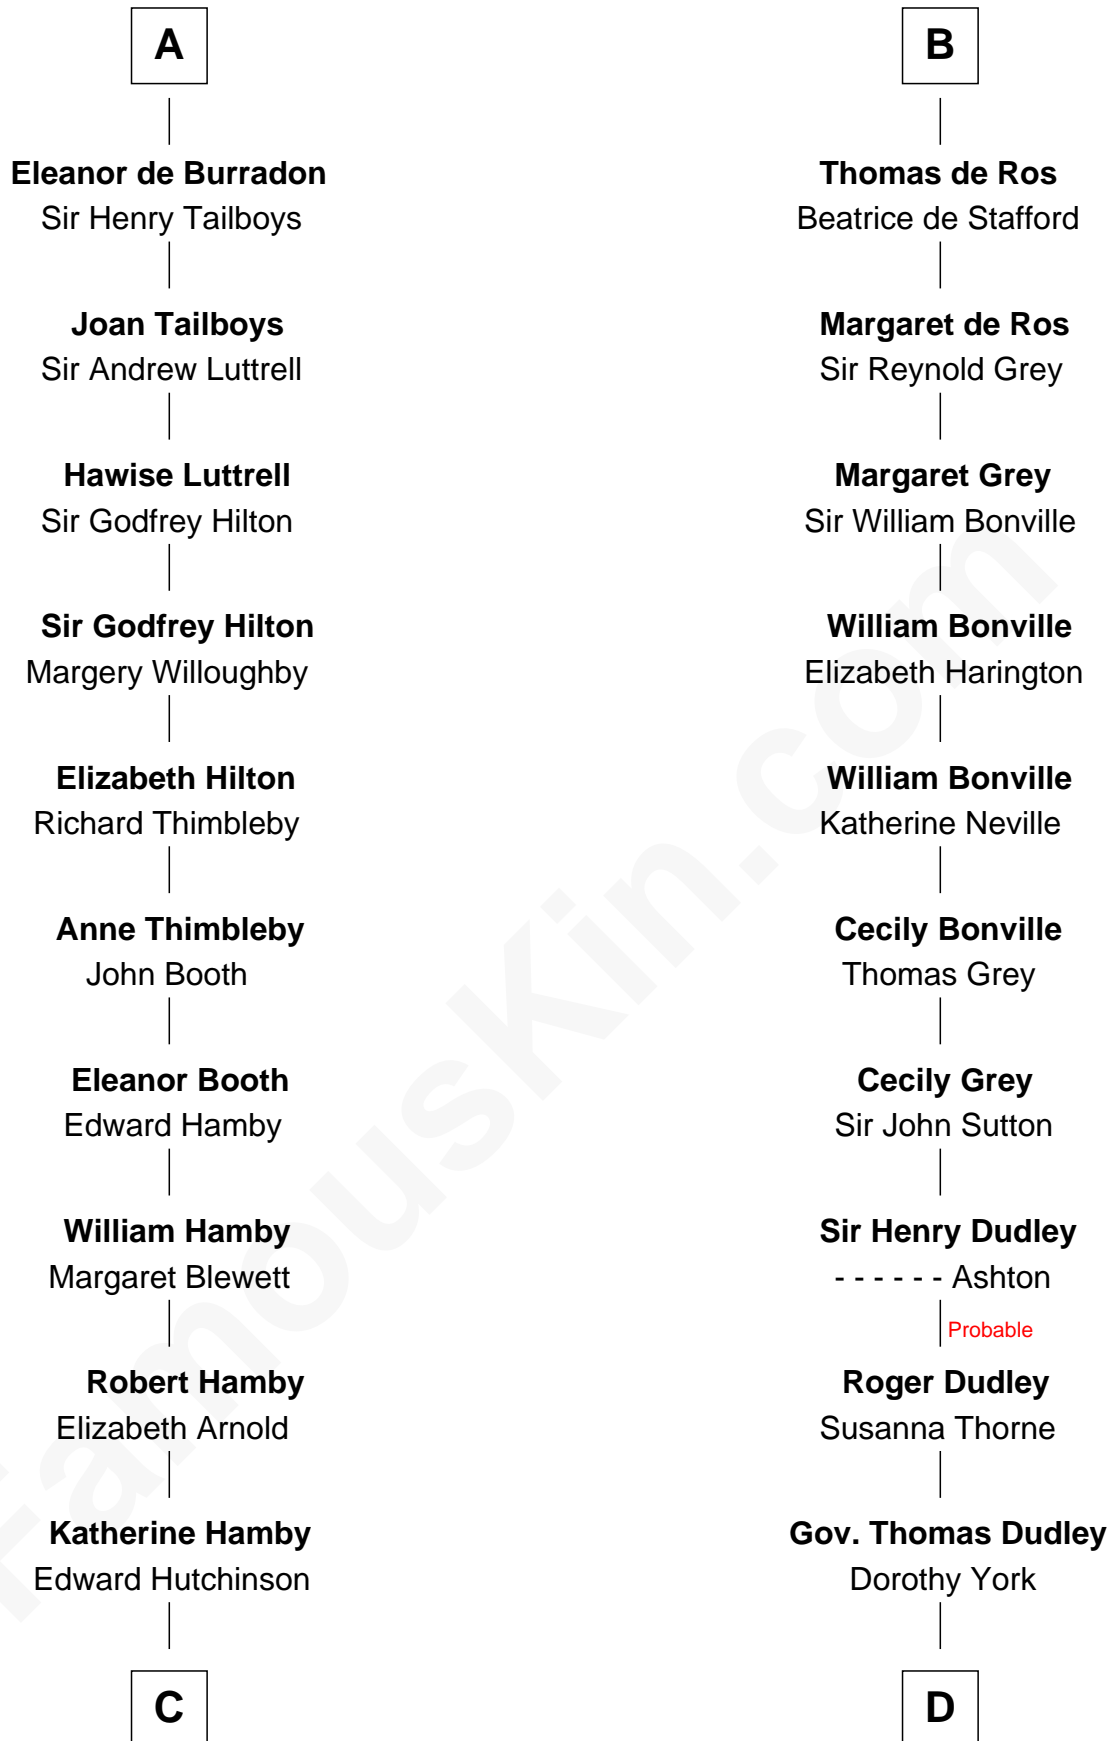 A
Eleanor de Burradon
Sir Henry Tailboys
Joan Tailboys
Sir Andrew Luttrell
Hawise Luttrell
Sir Godfrey Hilton
Sir Godfrey Hilton
Margery Willoughby
Elizabeth Hilton
Richard Thimbleby
Anne Thimbleby
John Booth
Eleanor Booth
Edward Hamby
William Hamby
Margaret Blewett
Robert Hamby
Elizabeth Arnold
Katherine Hamby
Edward Hutchinson
C
B
Thomas de Ros
Beatrice de Stafford
Margaret de Ros
Sir Reynold Grey
Margaret Grey
Sir William Bonville
William Bonville
Elizabeth Harington
William Bonville
Katherine Neville
Cecily Bonville
Thomas Grey
Cecily Grey
Sir John Sutton
Sir Henry Dudley
- - - - - - Ashton
Probable
Roger Dudley
Susanna Thorne
Gov. Thomas Dudley
Dorothy York
D
FamousKin.com